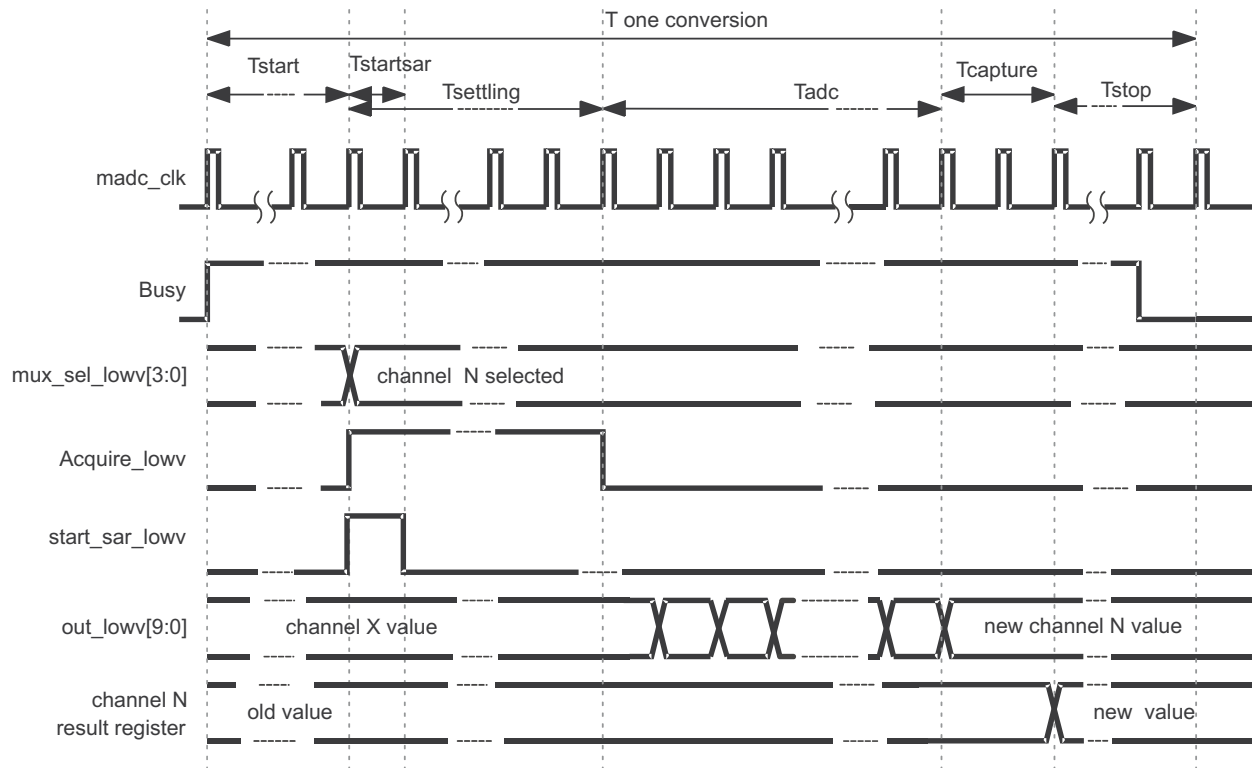 T one conversion
Tstart
Tstartsar
Tsettling
Tadc
Tcapture
Tstop
madc_clk
Busy
mux_sel_lowv[3:0]
channel N selected
Acquire_lowv
start_sar_lowv
out_lowv[9:0]
channel X value
new channel N value
channel N
result register
old value
new value